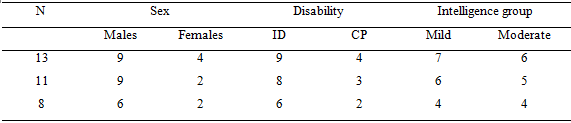 N Sex Disability Intelligence group
Males Females ID CP Mild Moderate
13 9 4 9 4 7 6
11 9 2 8 3 6 5
8 6 2 6 2 4 4